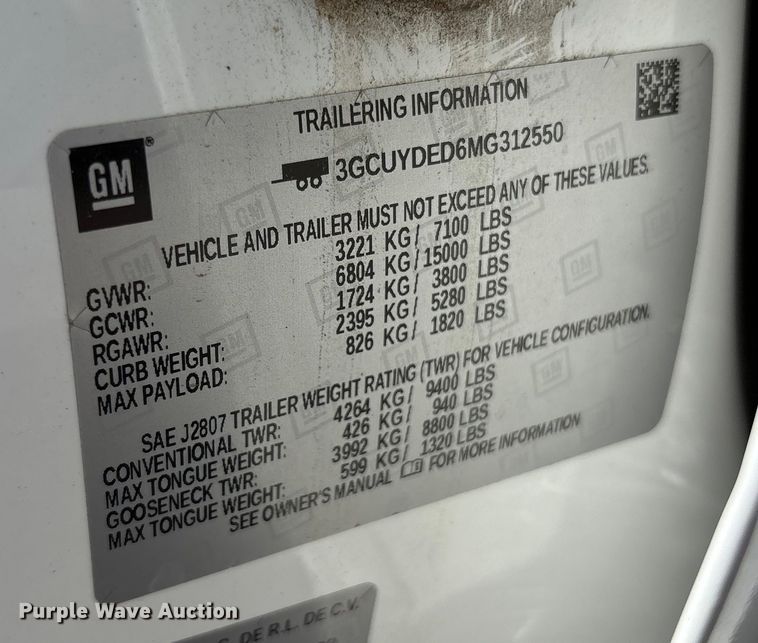 TRAILERING INFORMATION
GM®
3GCUYDED6MG312550
VEHICLE AND TRAILER MUST NOT EXCEED ANY OF THESE VALUES.
GVWR: 3221 KG/ 7100 LBS
GCWR: 6804 KG/ 15000 LBS
RGAWR: 1724 KG/ 3800 LBS
CURB WEIGHT: 2395 KG/ 5280 LBS
MAX PAYLOAD: 826 KG/ 1820 LBS
SAE J2807 TRAILER WEIGHT RATING (TWR) FOR VEHICLE CONFIGURATION.
CONVENTIONAL TWR: 4264 KG/ 9400 LBS
MAX TONGUE WEIGHT: 426 KG/ 940 LBS
GOOSENECK TWR: 3992 KG/ 8800 LBS
MAX TONGUE WEIGHT: 599 KG/ 1320 LBS
SEE OWNER'S MANUAL FOR MORE INFORMATION
Purple Wave Auction
DE R.L. DE C.V.